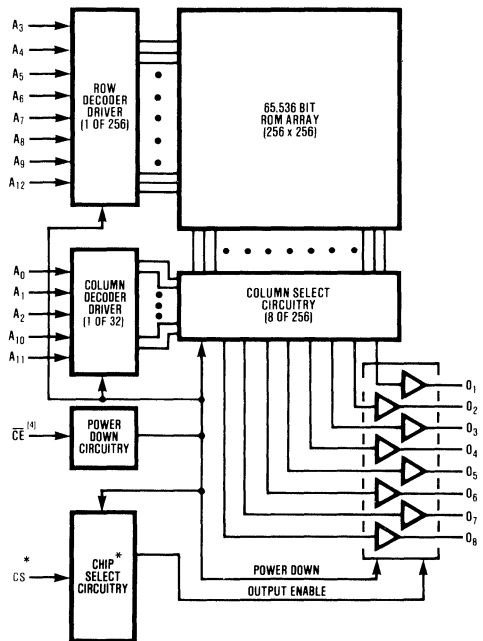 A3
A4
A5
A6
A7
A8
A9
A12
ROW
DECODER
DRIVER
(1 OF 256)
65,536 BIT
ROM ARRAY
(256 x 256)
A0
A1
A2
A10
A11
COLUMN
DECODER
DRIVER
(1 OF 32)
COLUMN SELECT
CIRCUITRY
(8 OF 256)
O1
O2
O3
O4
O5
O6
O7
O8
CE (4)
POWER
DOWN
CIRCUITRY
CS *
CHIP *
SELECT
CIRCUITRY
POWER DOWN
OUTPUT ENABLE